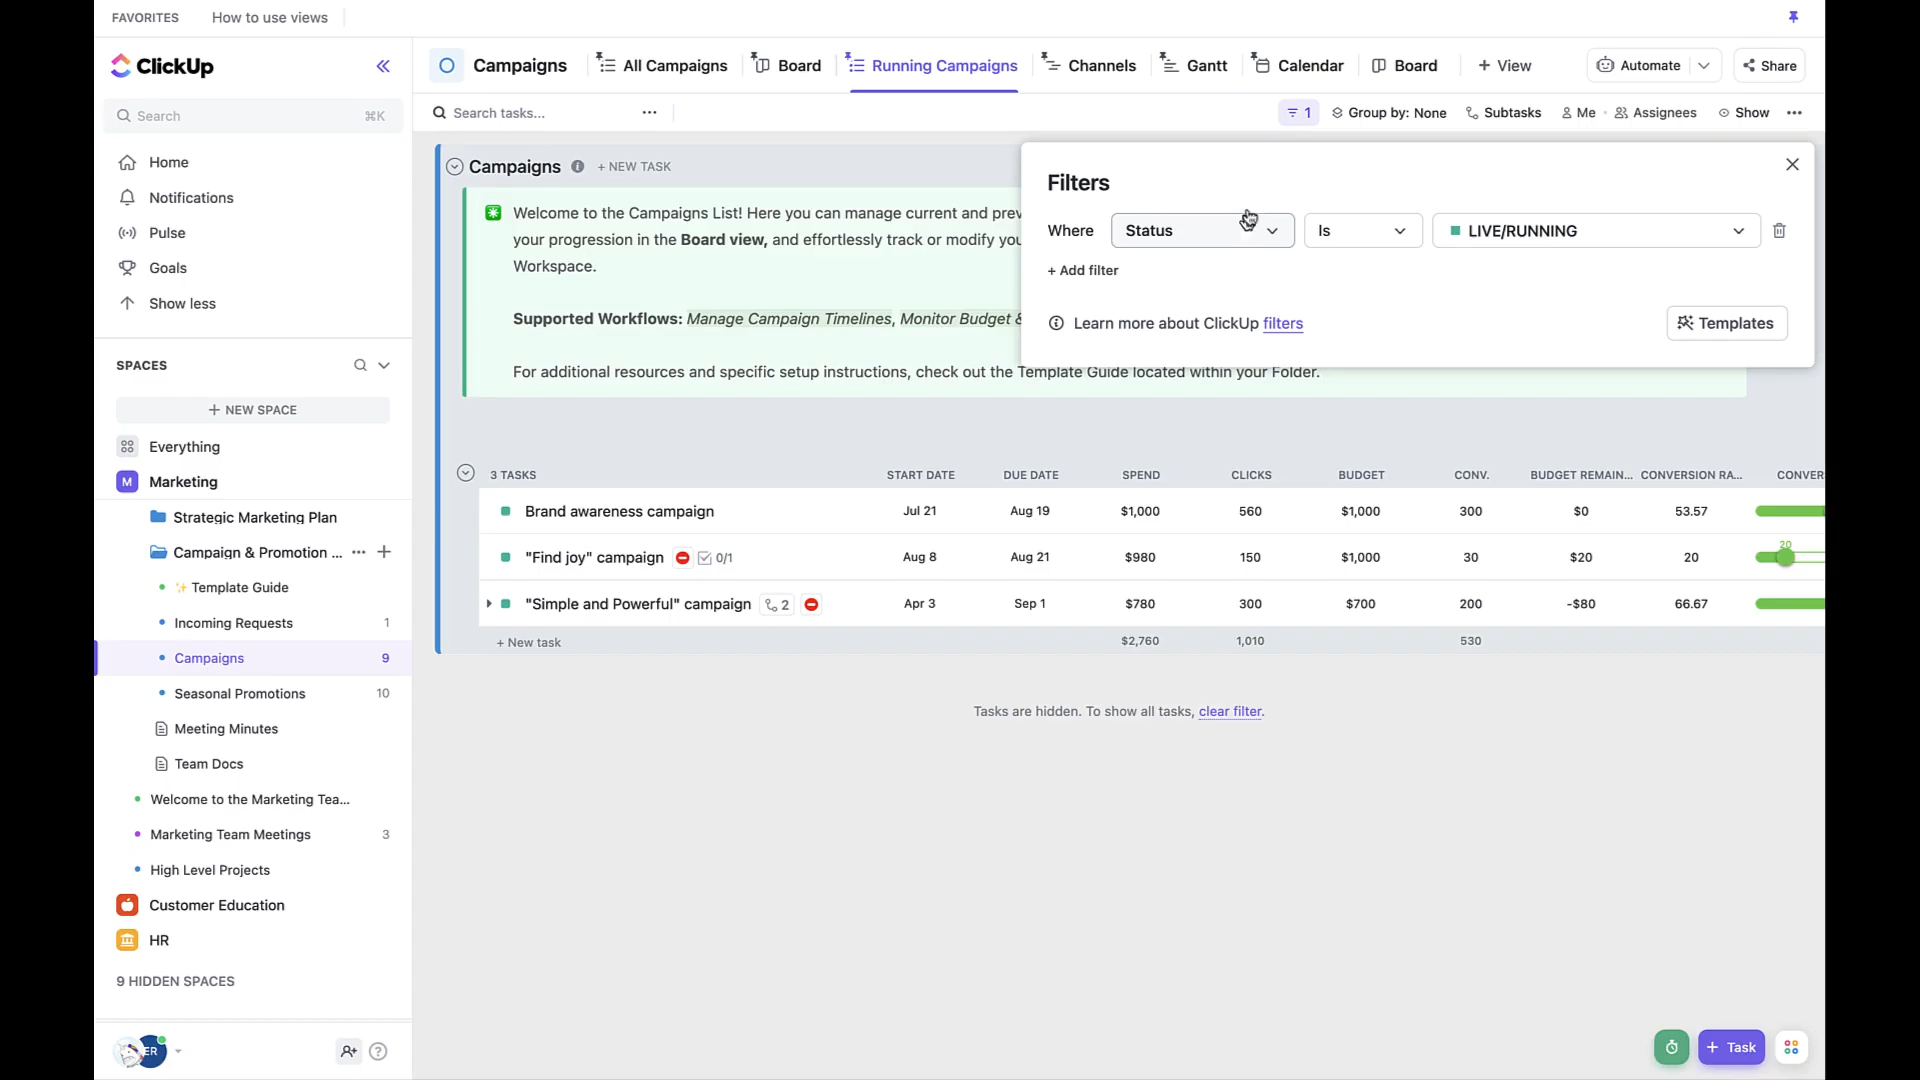 FAVORITES How to use views
ClickUp
Search ⌘K
Home
Notifications
Pulse
Goals
Show less
SPACES
+ NEW SPACE
Everything
M Marketing
Strategic Marketing Plan
Campaign & Promotion ...
✨ Template Guide
Incoming Requests 1
Campaigns 9
Seasonal Promotions 10
Meeting Minutes
Team Docs
Welcome to the Marketing Tea...
Marketing Team Meetings 3
High Level Projects
Customer Education
HR
9 HIDDEN SPACES
ER
Campaigns All Campaigns Board Running Campaigns Channels Gantt Calendar Board + View Automate Share
Search tasks... 1 Group by: None Subtasks Me Assignees Show
Campaigns + NEW TASK
Welcome to the Campaigns List! Here you can manage current and prev
your progression in the Board view, and effortlessly track or modify you
Workspace.
Supported Workflows: Manage Campaign Timelines, Monitor Budget &
For additional resources and specific setup instructions, check out the Template Guide located within your Folder.
Filters
Where Status Is LIVE/RUNNING
+ Add filter
Learn more about ClickUp filters Templates
3 TASKS START DATE DUE DATE SPEND CLICKS BUDGET CONV. BUDGET REMAIN... CONVERSION RA... CONVER
Brand awareness campaign Jul 21 Aug 19 $1,000 560 $1,000 300 $0 53.57
"Find joy" campaign 0/1 Aug 8 Aug 21 $980 150 $1,000 30 $20 20 20
"Simple and Powerful" campaign 2 Apr 3 Sep 1 $780 300 $700 200 -$80 66.67
+ New task $2,760 1,010 530
Tasks are hidden. To show all tasks, clear filter.
+ Task